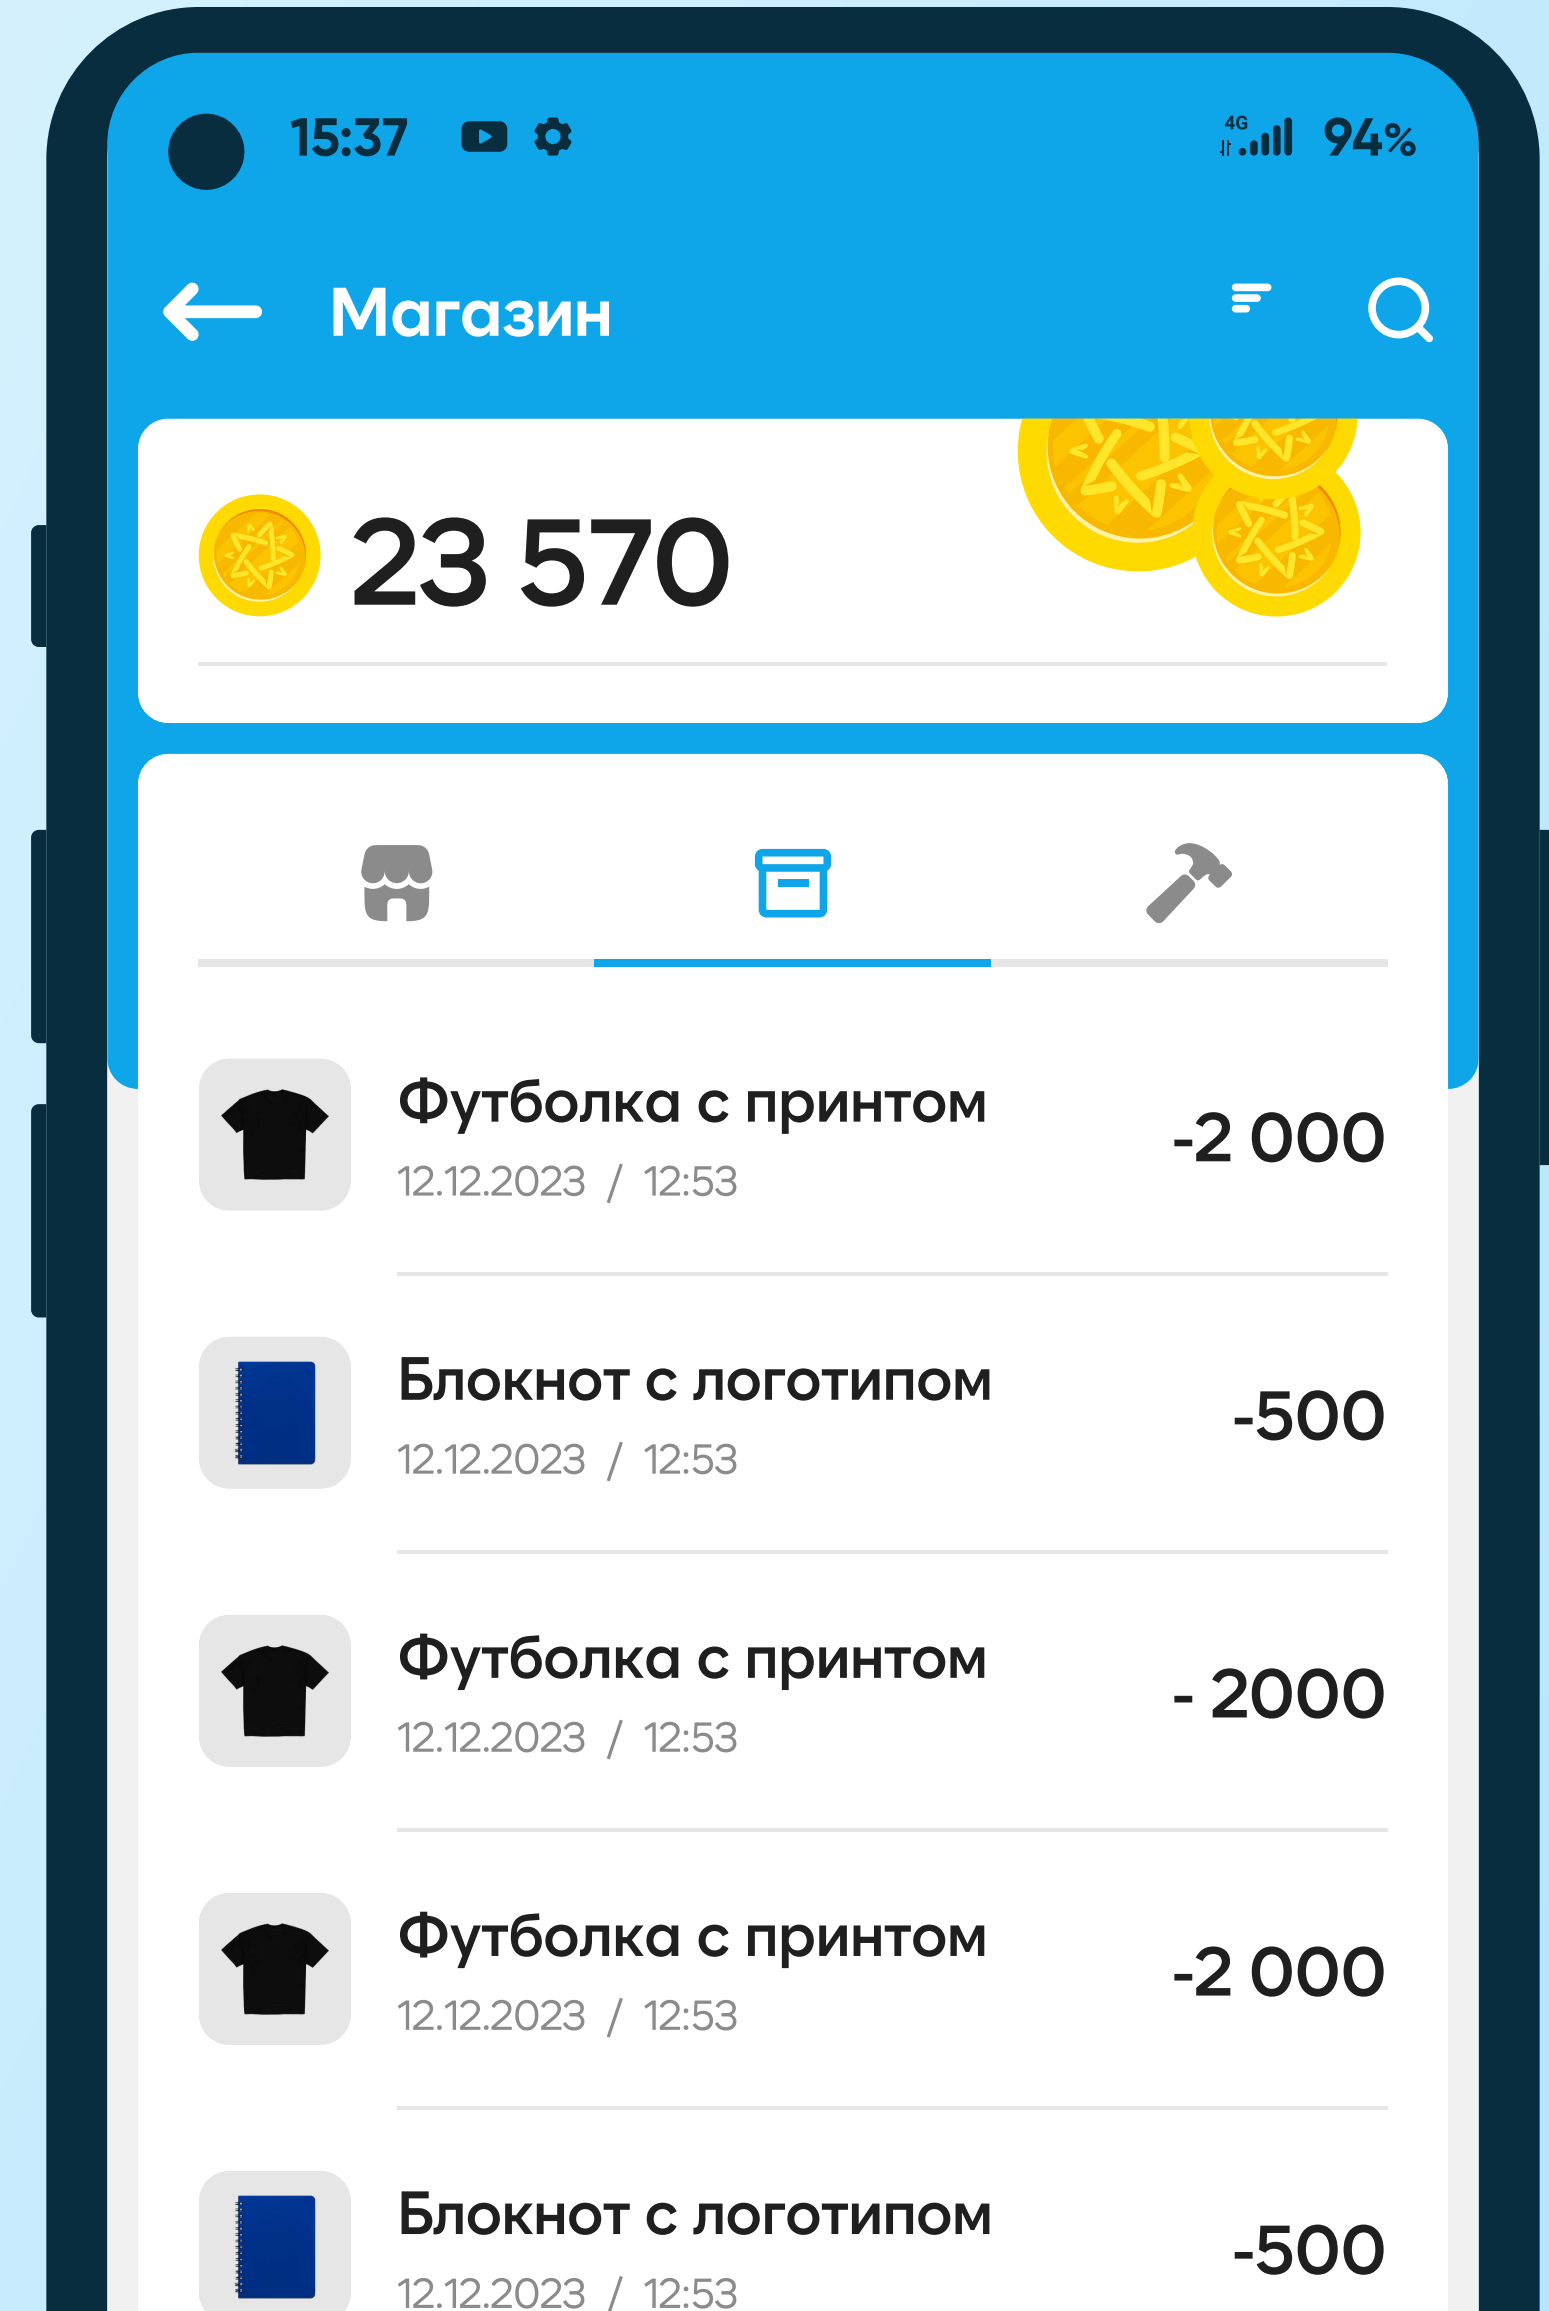 15:37
4G 94%
Магазин
23 570
Футболка с принтом
12.12.2023 / 12:53
-2 000
Блокнот с логотипом
12.12.2023 / 12:53
-500
Футболка с принтом
12.12.2023 / 12:53
- 2000
Футболка с принтом
12.12.2023 / 12:53
-2 000
Блокнот с логотипом
12.12.2023 / 12:53
-500